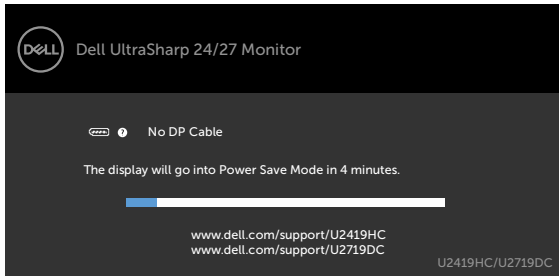 DELL
Dell UltraSharp 24/27 Monitor
? No DP Cable
The display will go into Power Save Mode in 4 minutes.
www.dell.com/support/U2419HC
www.dell.com/support/U2719DC
U2419HC/U2719DC